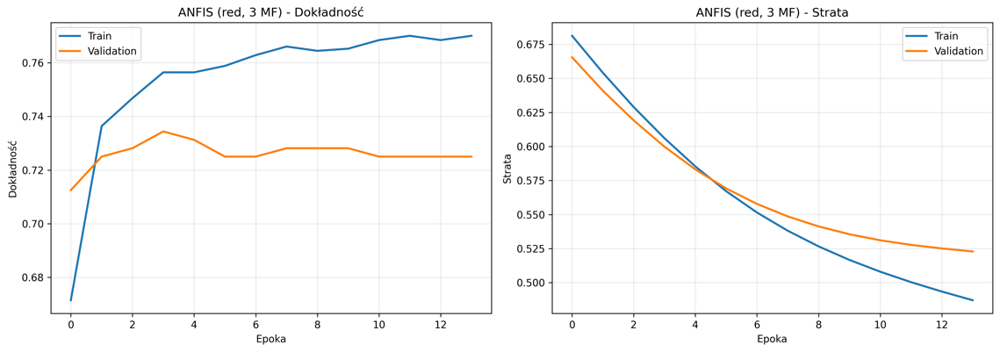 ANFIS (red, 3 MF) - Dokładność
Train
Validation
Dokładność
0.76
0.74
0.72
0.70
0.68
0 2 4 6 8 10 12
Epoka
ANFIS (red, 3 MF) - Strata
Train
Validation
Strata
0.675
0.650
0.625
0.600
0.575
0.550
0.525
0.500
0 2 4 6 8 10 12
Epoka